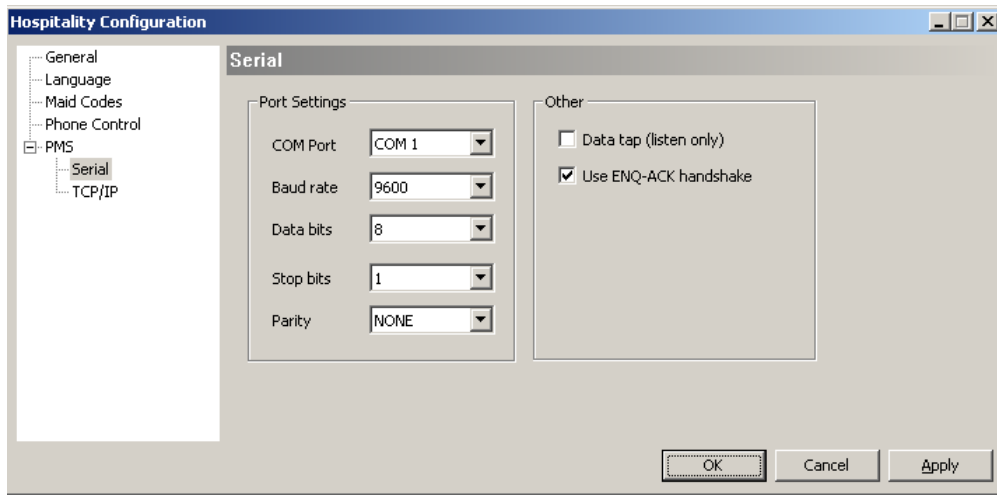 Hospitality Configuration
General
Language
Maid Codes
Phone Control
PMS
Serial
TCP/IP
Serial
Port Settings
COM Port COM 1
Baud rate 9600
Data bits 8
Stop bits 1
Parity NONE
Other
Data tap (listen only)
Use ENQ-ACK handshake
OK Cancel Apply